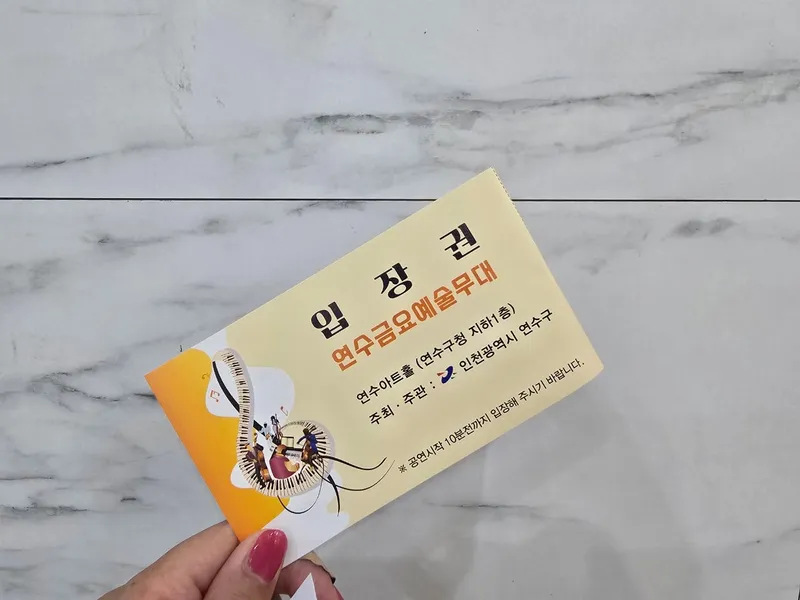 입장권
연수금요예술무대
연수아트홀 (연수구청 지하1층)
주최·주관 : 인천광역시 연수구
※ 공연시작 10분전까지 입장해 주시기 바랍니다.